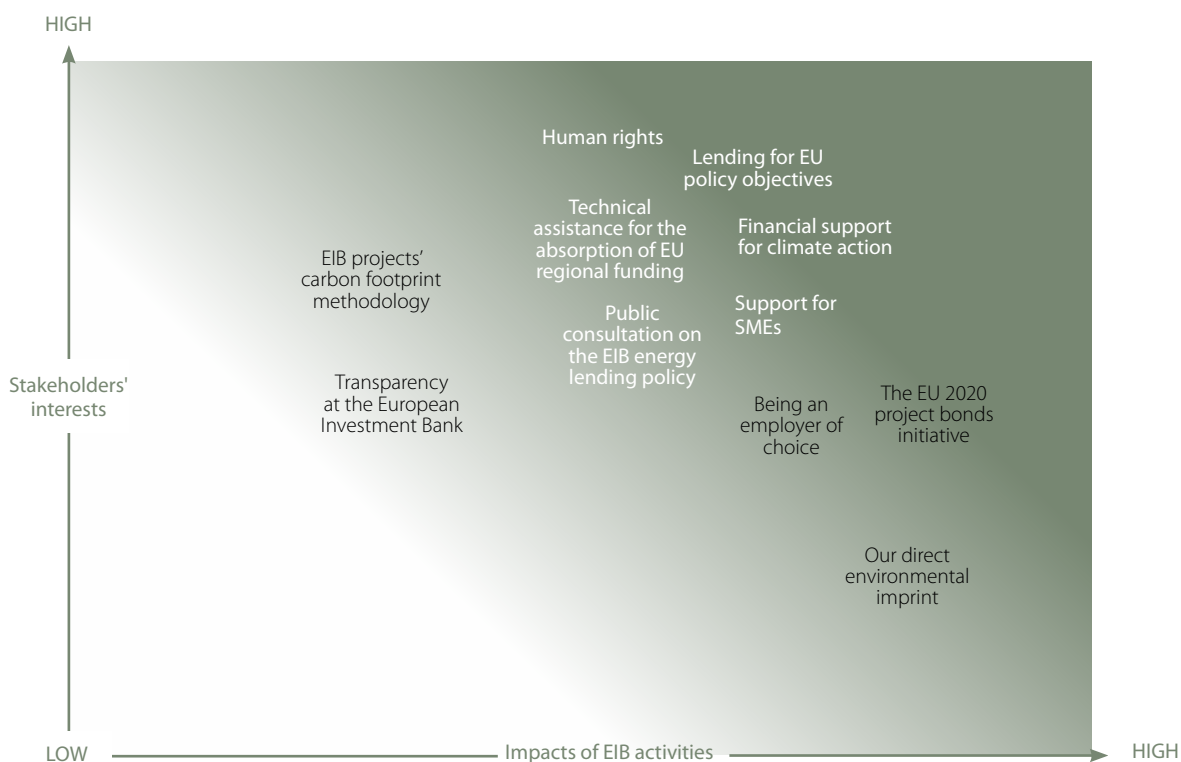 HIGH
Human rights
Lending for EU
policy objectives
Technical
assistance for the
absorption of EU
regional funding
Financial support
for climate action
EIB projects’
carbon footprint
methodology
Public
consultation on
the EIB energy
lending policy
Support for
SMEs
Stakeholders'
interests
Transparency
at the European
Investment Bank
Being an
employer of
choice
The EU 2020
project bonds
initiative
Our direct
environmental
imprint
LOW
Impacts of EIB activities
HIGH